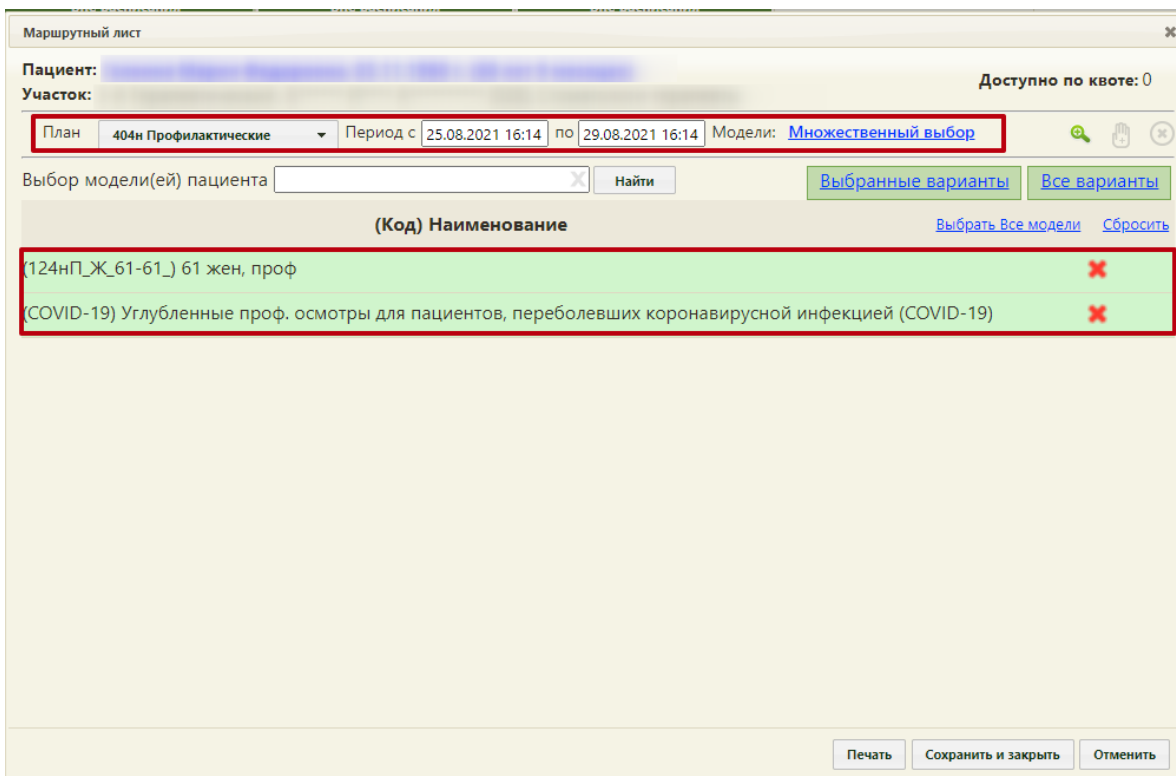 Маршрутный лист
Пациент:
Участок:
Доступно по квоте: 0
План 404н Профилактические Период с 25.08.2021 16:14 по 29.08.2021 16:14 Модели: Множественный выбор
Выбор модели(ей) пациента X Найти Выбранные варианты Все варианты
(Код) Наименование Выбрать Все модели Сбросить
(124нП_Ж_61-61_) 61 жен, проф
(COVID-19) Углубленные проф. осмотры для пациентов, переболевших коронавирусной инфекцией (COVID-19)
Печать Сохранить и закрыть Отменить